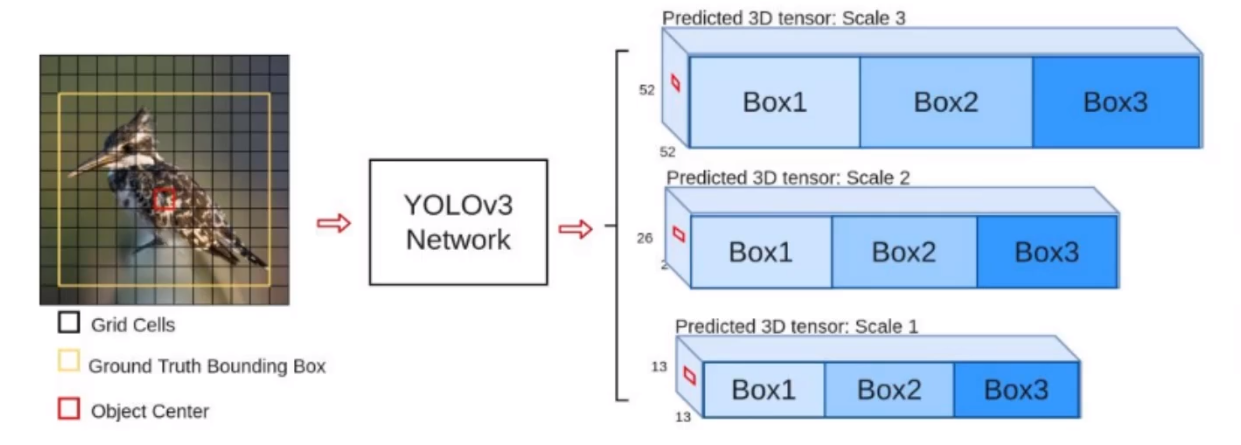 Predicted 3D tensor: Scale 3
52
Box1
Box2
Box3
52
Predicted 3D tensor: Scale 2
26
2
Box1
Box2
Box3
Predicted 3D tensor: Scale 1
13
Box1
Box2
Box3
13
YOLOv3
Network
Grid Cells
Ground Truth Bounding Box
Object Center